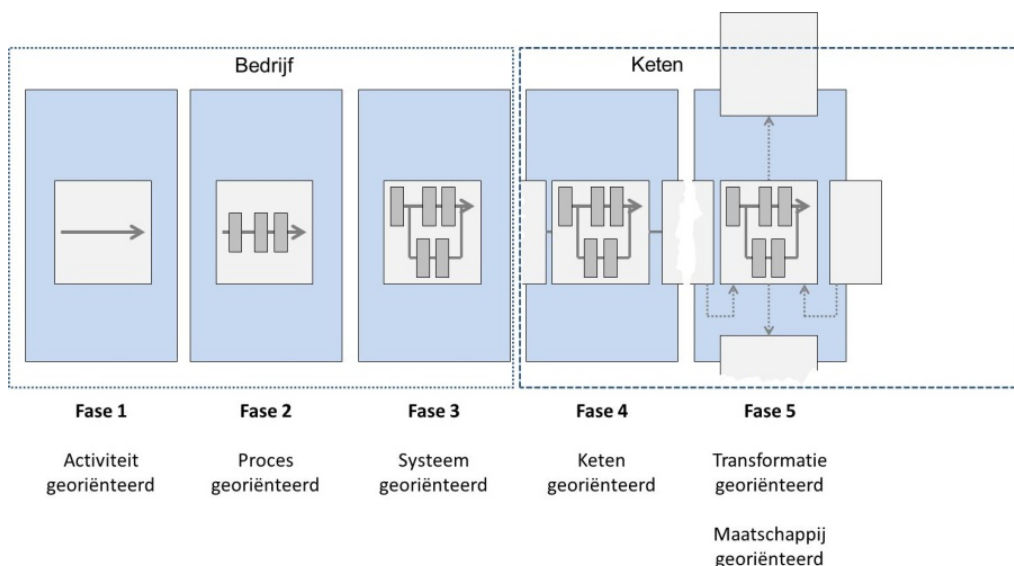 Bedrijf
Keten
Fase 1
Activiteit
georiënteerd
Fase 2
Proces
georiënteerd
Fase 3
Systeem
georiënteerd
Fase 4
Keten
georiënteerd
Fase 5
Transformatie
georiënteerd
Maatschappij
georiënteerd